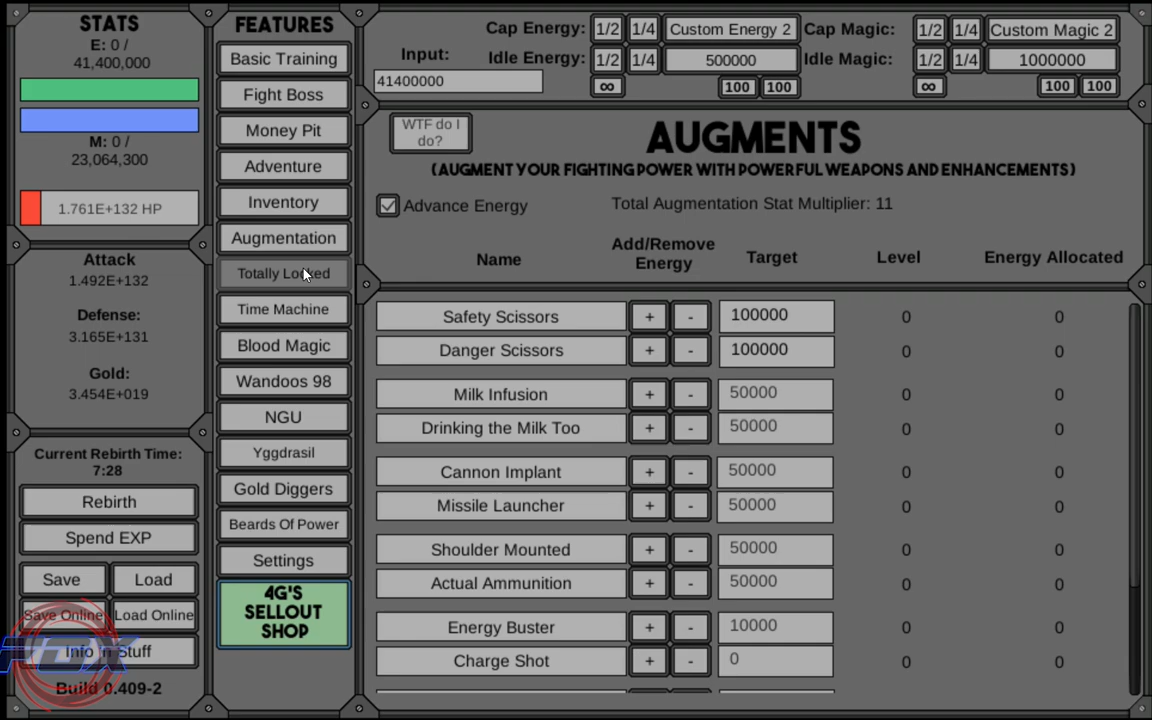 STATS
E: 0 /
41,400,000
M: 0 /
23,064,300
1.761E+132 HP
Attack
1.492E+132
Defense:
3.165E+131
Gold:
3.454E+019
Current Rebirth Time:
7:28
Rebirth
Spend EXP
Save
Load
Save Online
Load Online
Info 'n Stuff
Build 0.409-2
FEATURES
Basic Training
Fight Boss
Money Pit
Adventure
Inventory
Augmentation
Totally Locked
Time Machine
Blood Magic
Wandoos 98
NGU
Yggdrasil
Gold Diggers
Beards Of Power
Settings
4G'S
SELLOUT
SHOP
Input:
41400000
Cap Energy: 1/2 1/4 Custom Energy 2
Idle Energy: 1/2 1/4 500000
∞ 100 100
Cap Magic: 1/2 1/4 Custom Magic 2
Idle Magic: 1/2 1/4 1000000
∞ 100 100
WTF do I
do?
AUGMENTS
(AUGMENT YOUR FIGHTING POWER WITH POWERFUL WEAPONS AND ENHANCEMENTS)
Advance Energy
Total Augmentation Stat Multiplier: 11
Name
Add/Remove
Energy
Target
Level
Energy Allocated
Safety Scissors + - 100000 0 0
Danger Scissors + - 100000 0 0
Milk Infusion + - 50000 0 0
Drinking the Milk Too + - 50000 0 0
Cannon Implant + - 50000 0 0
Missile Launcher + - 50000 0 0
Shoulder Mounted + - 50000 0 0
Actual Ammunition + - 50000 0 0
Energy Buster + - 10000 0 0
Charge Shot + - 0 0 0